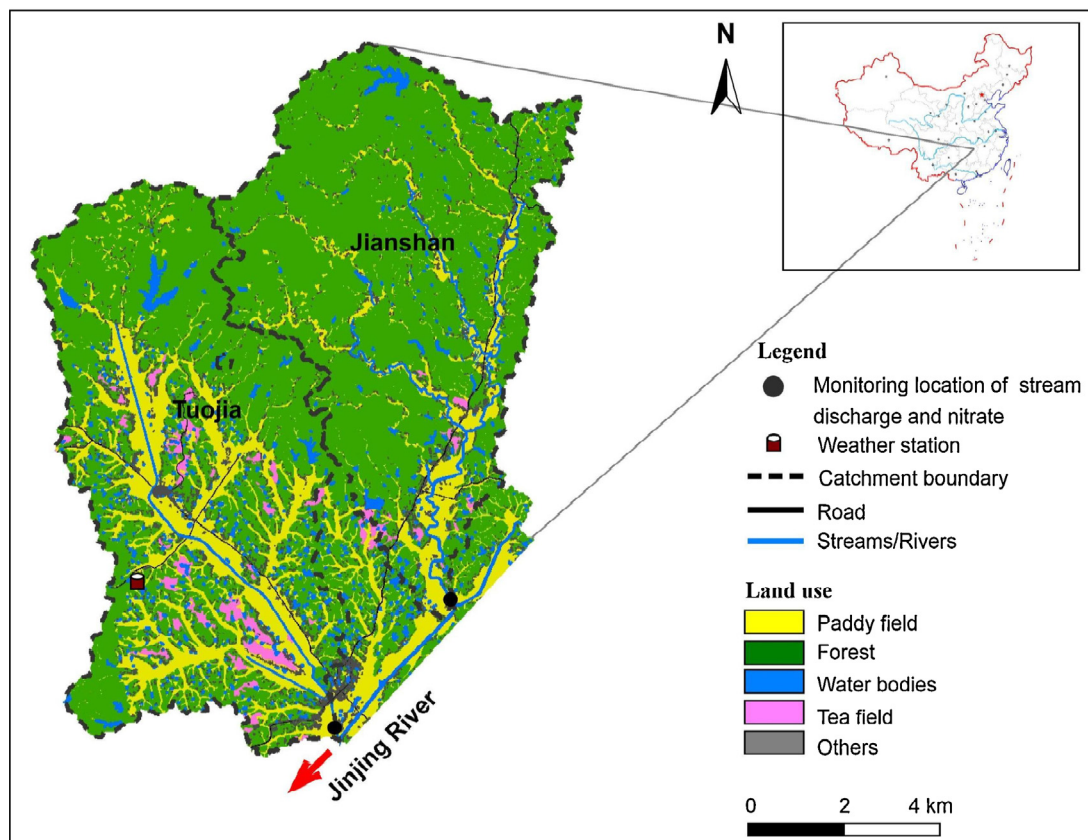 N
Jianshan
Tuojia
Jinjing River
Legend
Monitoring location of stream
discharge and nitrate
Weather station
Catchment boundary
Road
Streams/Rivers
Land use
Paddy field
Forest
Water bodies
Tea field
Others
0 2 4 km